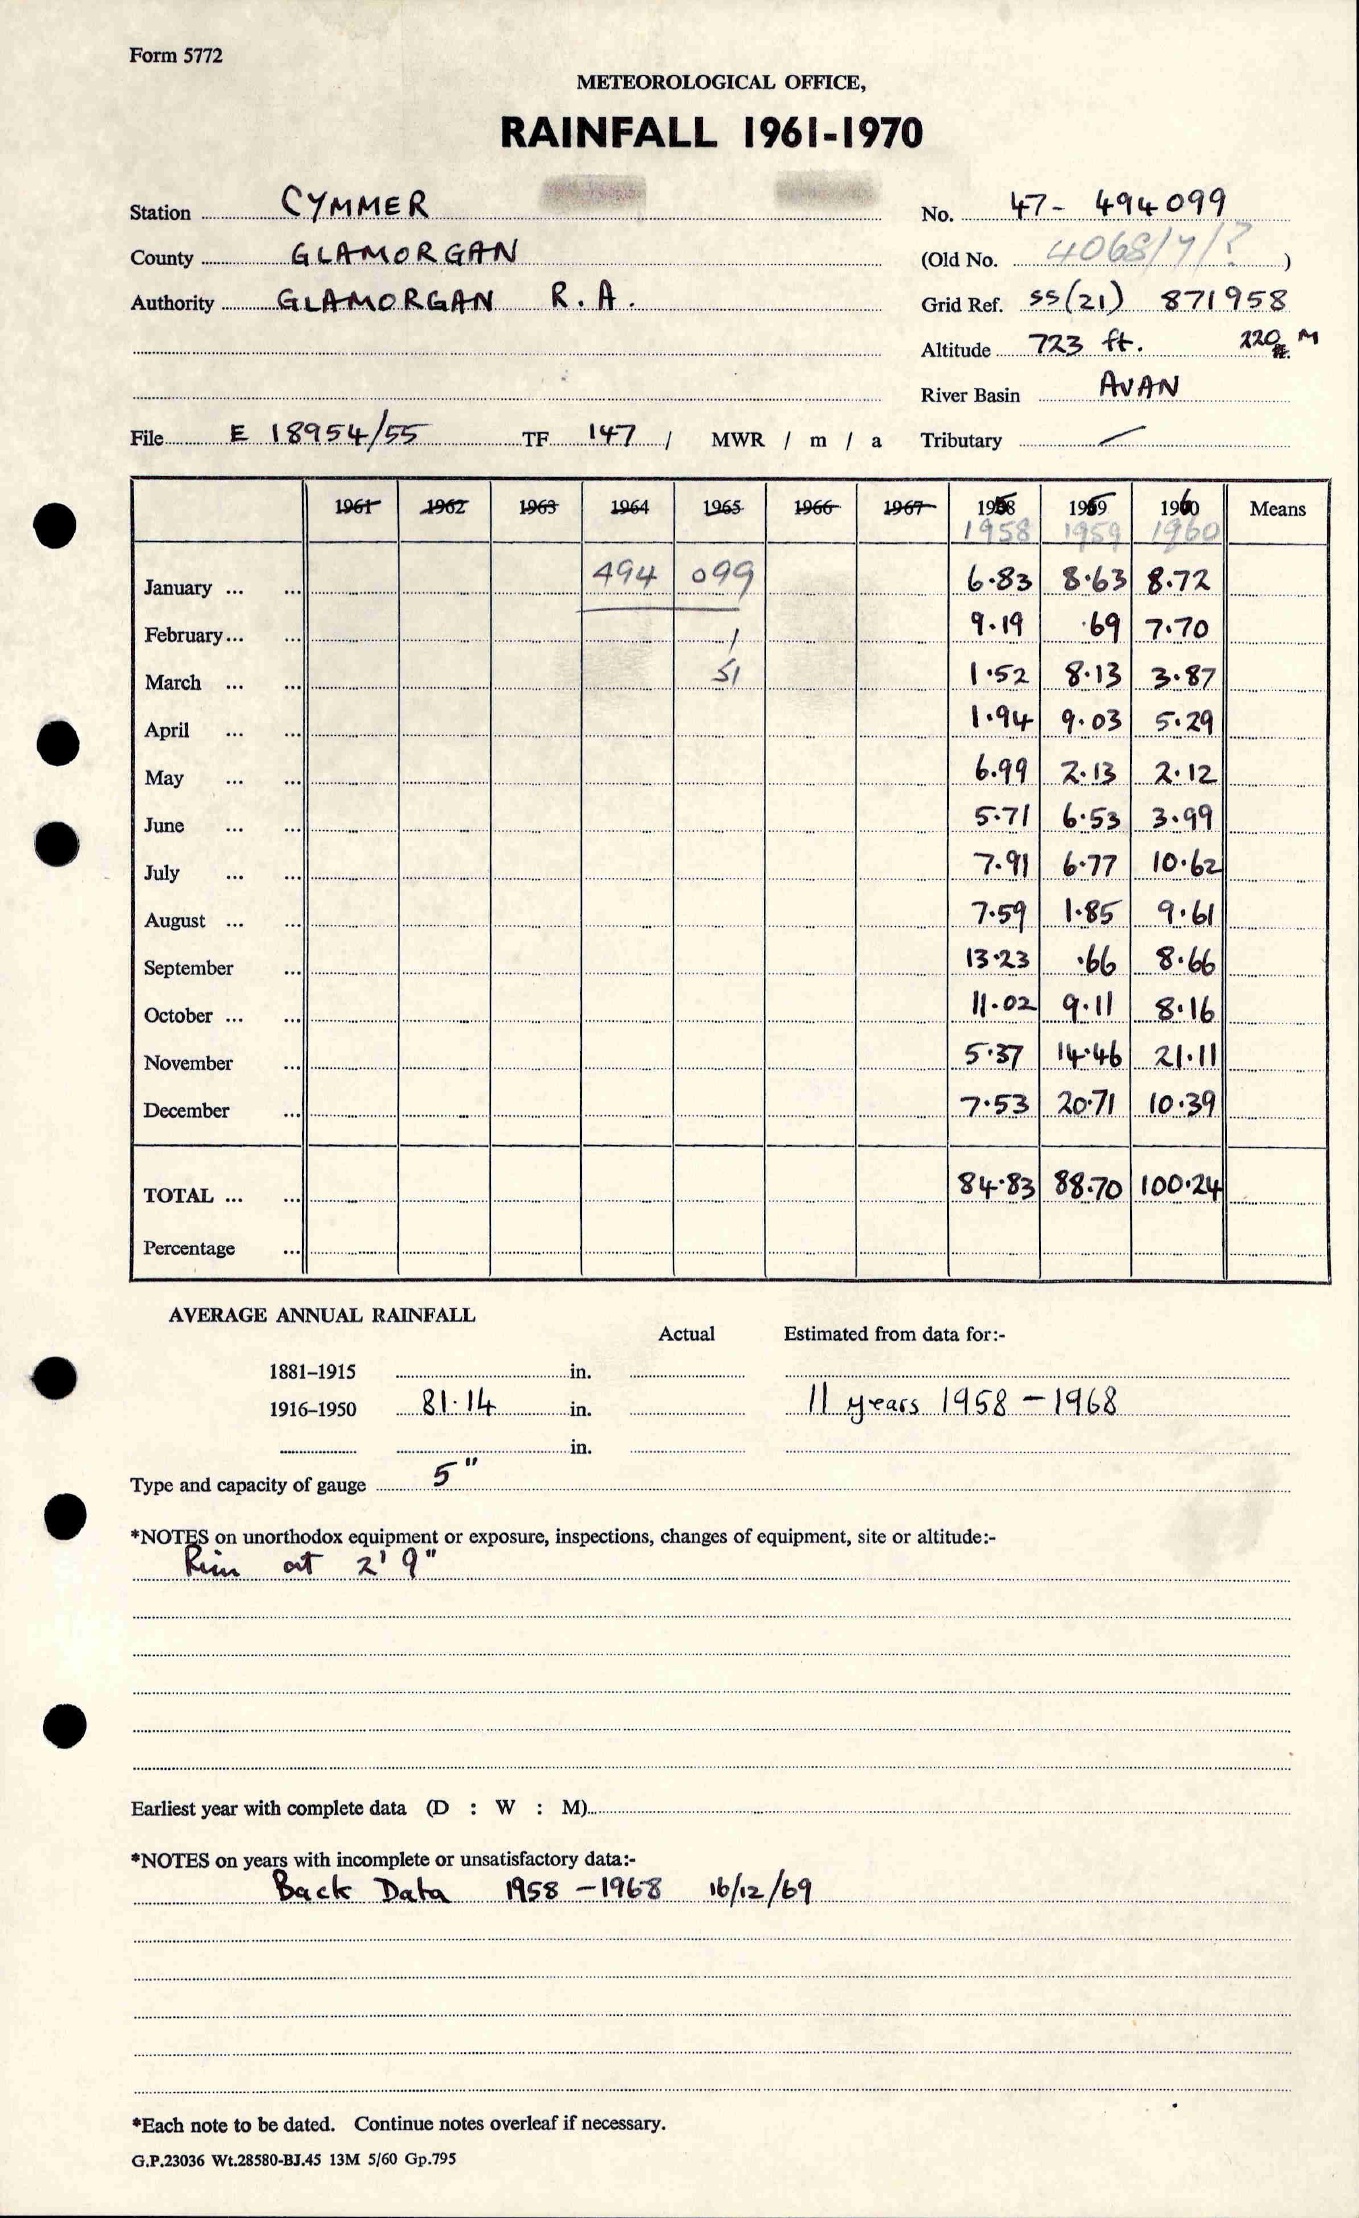 Form 5772
METEOROLOGICAL OFFICE,
RAINFALL 1961-1970
Station CYMMER No. 47- 494099
County GLAMORGAN (Old No. 4068/7/? )
Authority GLAMORGAN R.A. Grid Ref. SS(21) 871958
Altitude 723 ft. 220 M
River Basin AVAN
File E 18954/55 TF 147 / MWR / m / a Tributary
1961 1962 1963 1964 1965 1966 1967 1958 1959 1960 Means
1958 1959 1960
January ... ... 494 099 6.83 8.63 8.72
February... ... 1 9.19 .69 7.70
March ... ... 51 1.52 8.13 3.87
April ... ... 1.94 9.03 5.29
May ... ... 6.99 2.13 2.12
June ... ... 5.71 6.53 3.99
July ... ... 7.91 6.77 10.62
August ... ... 7.59 1.85 9.61
September ... 13.23 .66 8.66
October ... ... 11.02 9.11 8.16
November ... 5.37 14.46 21.11
December ... 7.53 20.71 10.39
TOTAL ... ... 84.83 88.70 100.24
Percentage ...
AVERAGE ANNUAL RAINFALL
Actual Estimated from data for:-
1881-1915 in.
1916-1950 81.14 in. 11 years 1958 - 1968
in.
Type and capacity of gauge 5"
*NOTES on unorthodox equipment or exposure, inspections, changes of equipment, site or altitude:-
Rim at 2' 9"
Earliest year with complete data (D : W : M)
*NOTES on years with incomplete or unsatisfactory data:-
Back Data 1958 - 1968 16/12/69
*Each note to be dated. Continue notes overleaf if necessary.
G.P.23036 Wt.28580-BJ.45 13M 5/60 Gp.795